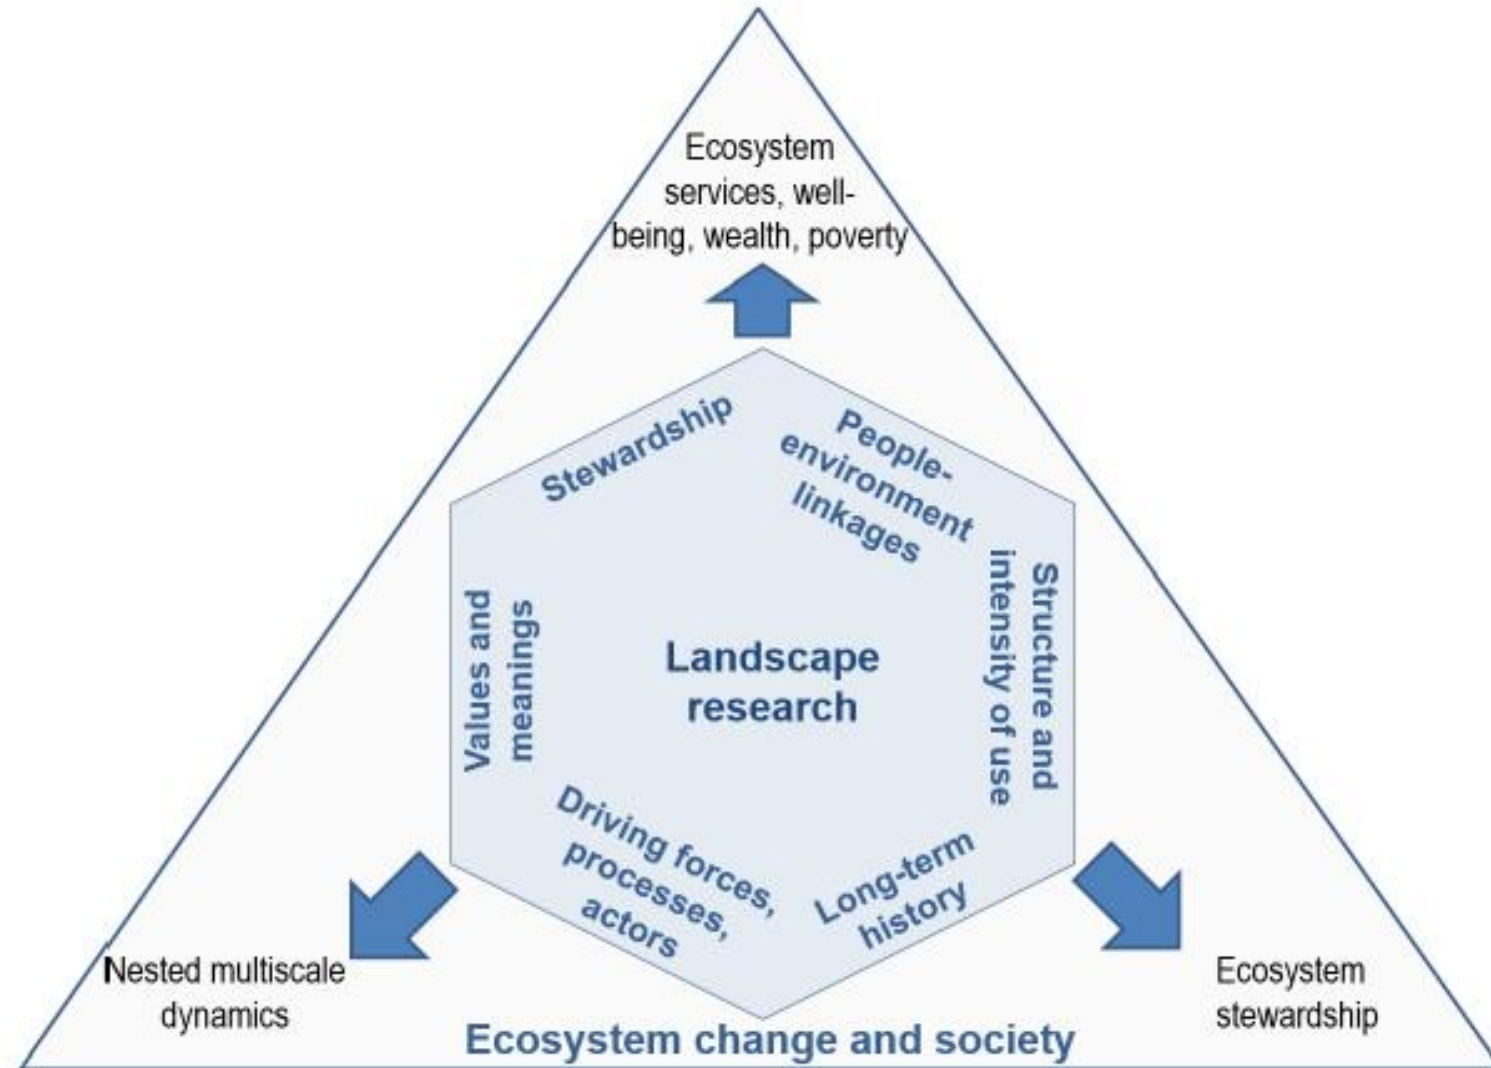 Ecosystem
services, well-
being, wealth, poverty
Stewardship
People-
environment
linkages
Structure and
intensity of use
Values and
meanings
Landscape
research
Driving forces,
processes,
actors
Long-term
history
Nested multiscale
dynamics
Ecosystem
stewardship
Ecosystem change and society